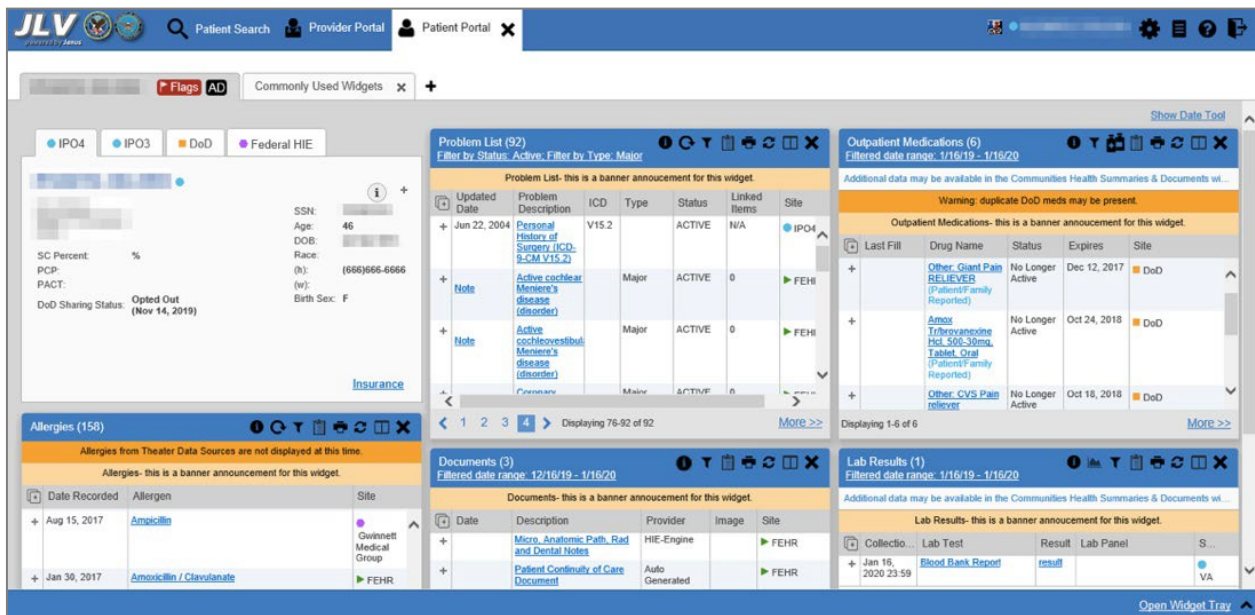 JLV
powered by Janus
Patient Search
Provider Portal
Patient Portal
Flags AD
Commonly Used Widgets
Show Date Tool
IPO4
IPO3
DoD
Federal HIE
SC Percent: %
PCP:
PACT:
DoD Sharing Status: Opted Out
(Nov 14, 2019)
SSN:
Age: 46
DOB:
Race:
(h): (666)666-6666
(w):
Birth Sex: F
Insurance
Problem List (92)
Filter by Status: Active; Filter by Type: Major
Problem List- this is a banner annoucement for this widget.
Updated Date Problem Description ICD Type Status Linked Items Site
Jun 22, 2004 Personal History of Surgery (ICD-9-CM V15.2) V15.2 ACTIVE N/A IPO4
Note Active cochlear Meniere's disease (disorder) Major ACTIVE 0 FEHI
Note Active cochleovestibul Meniere's disease (disorder) Major ACTIVE 0 FEHI
Coronary Major ACTIVE 0
1 2 3 4 Displaying 76-92 of 92
More >>
Outpatient Medications (6)
Filtered date range: 1/16/19 - 1/16/20
Additional data may be available in the Communities Health Summaries & Documents wi...
Warning: duplicate DoD meds may be present.
Outpatient Medications- this is a banner annoucement for this widget.
Last Fill Drug Name Status Expires Site
Other: Giant Pain RELIEVER (Patient/Family Reported) No Longer Active Dec 12, 2017 DoD
Amox Tr/brovanexine Hcl, 500-30mg, Tablet, Oral (Patient/Family Reported) No Longer Active Oct 24, 2018 DoD
Other: CVS Pain reliever No Longer Active Oct 18, 2018 DoD
Displaying 1-6 of 6
More >>
Allergies (158)
Allergies from Theater Data Sources are not displayed at this time.
Allergies- this is a banner announcement for this widget.
Date Recorded Allergen Site
Aug 15, 2017 Ampicillin Gwinnett Medical Group
Jan 30, 2017 Amoxicillin / Clavulanate FEHR
Documents (3)
Filtered date range: 12/16/19 - 1/16/20
Documents- this is a banner annoucement for this widget.
Date Description Provider Image Site
Micro, Anatomic Path, Rad and Dental Notes HIE-Engine FEHR
Patient Continuity of Care Document Auto Generated FEHR
Lab Results (1)
Filtered date range: 1/16/19 - 1/16/20
Additional data may be available in the Communities Health Summaries & Documents wi...
Lab Results- this is a banner annoucement for this widget.
Collectio... Lab Test Result Lab Panel S...
Jan 16, 2020 23:59 Blood Bank Report result VA
Open Widget Tray